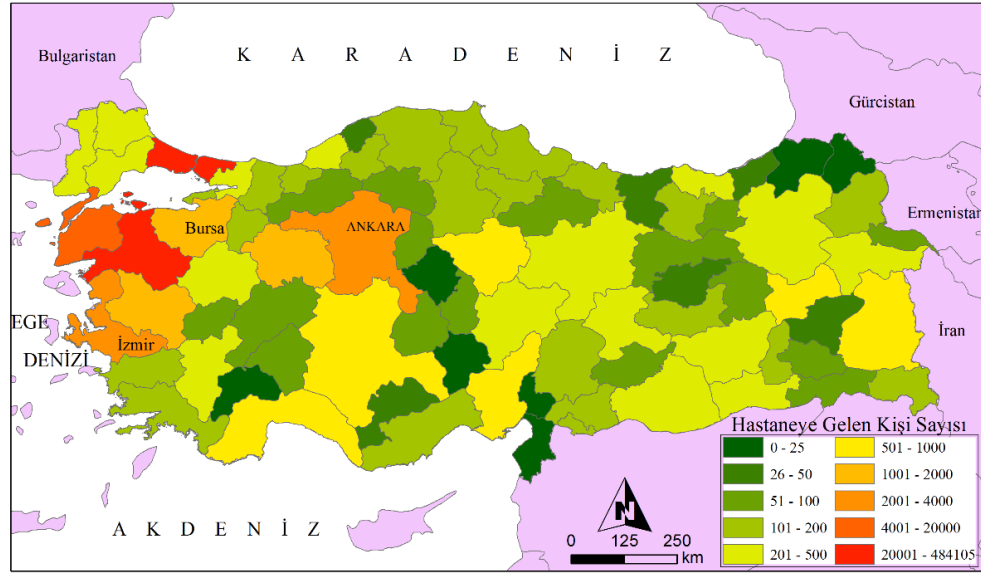 Bulgaristan
K A R A D E N İ Z
Gürcistan
Ermenistan
Bursa
ANKARA
EGE
DENİZİ
İzmir
İran
A K D E N İ Z
N
0 125 250
km
Hastaneye Gelen Kişi Sayısı
0 - 25
26 - 50
51 - 100
101 - 200
201 - 500
501 - 1000
1001 - 2000
2001 - 4000
4001 - 20000
20001 - 484105